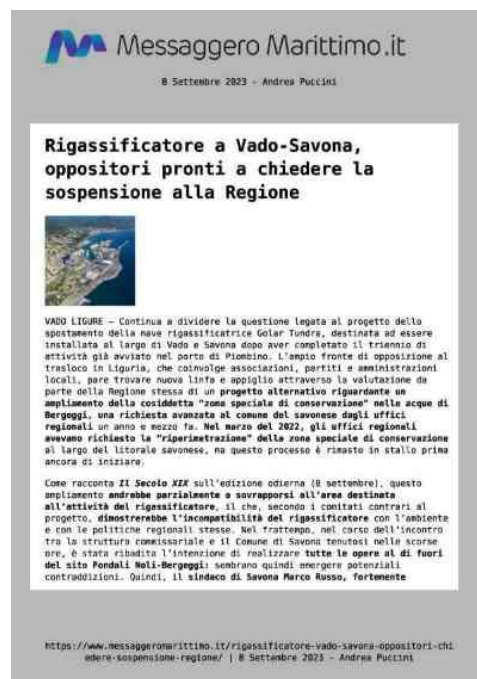 Messaggero Marittimo.it
8 Settembre 2023 - Andrea Puccini
Rigassificatore a Vado-Savona,
oppositori pronti a chiedere la
sospensione alla Regione
VADO LIGURE – Continua a dividere la questione legata al progetto dello
spostamento della nave rigassificatrice Golar Tundra, destinata ad essere
installata al largo di Vado e Savona dopo aver completato il triennio di
attività già avviato nel porto di Piombino. L'ampio fronte di opposizione al
trasloco in Liguria, che coinvolge associazioni, partiti e amministrazioni
locali, pare trovare nuova linfa e appiglio attraverso la valutazione da
parte della Regione stessa di un progetto alternativo riguardante un
ampliamento della cosiddetta "zona speciale di conservazione" nelle acque di
Bergeggi, una richiesta avanzata al comune del savonese dagli uffici
regionali un anno e mezzo fa. Nel marzo del 2022, gli uffici regionali
avevano richiesto la "riperimetrazione" della zona speciale di conservazione
al largo del litorale savonese, ma questo processo è rimasto in stallo prima
ancora di iniziare.
Come racconta Il Secolo XIX sull'edizione odierna (8 settembre), questo
ampliamento andrebbe parzialmente a sovrapporsi all'area destinata
all'attività del rigassificatore, il che, secondo i comitati contrari al
progetto, dimostrerebbe l'incompatibilità del rigassificatore con l'ambiente
e con le politiche regionali stesse. Nel frattempo, nel corso dell'incontro
tra la struttura commissariale e il Comune di Savona tenutosi nelle scorse
ore, è stata ribadita l'intenzione di realizzare tutte le opere al di fuori
del sito Fondali Noli-Bergeggi: sembrano quindi emergere potenziali
contraddizioni. Quindi, il sindaco di Savona Marco Russo, fortemente
https://www.messaggeromarittimo.it/rigassificatore-vado-savona-oppositori-chi
edere-sospensione-regione/ | 8 Settembre 2023 - Andrea Puccini